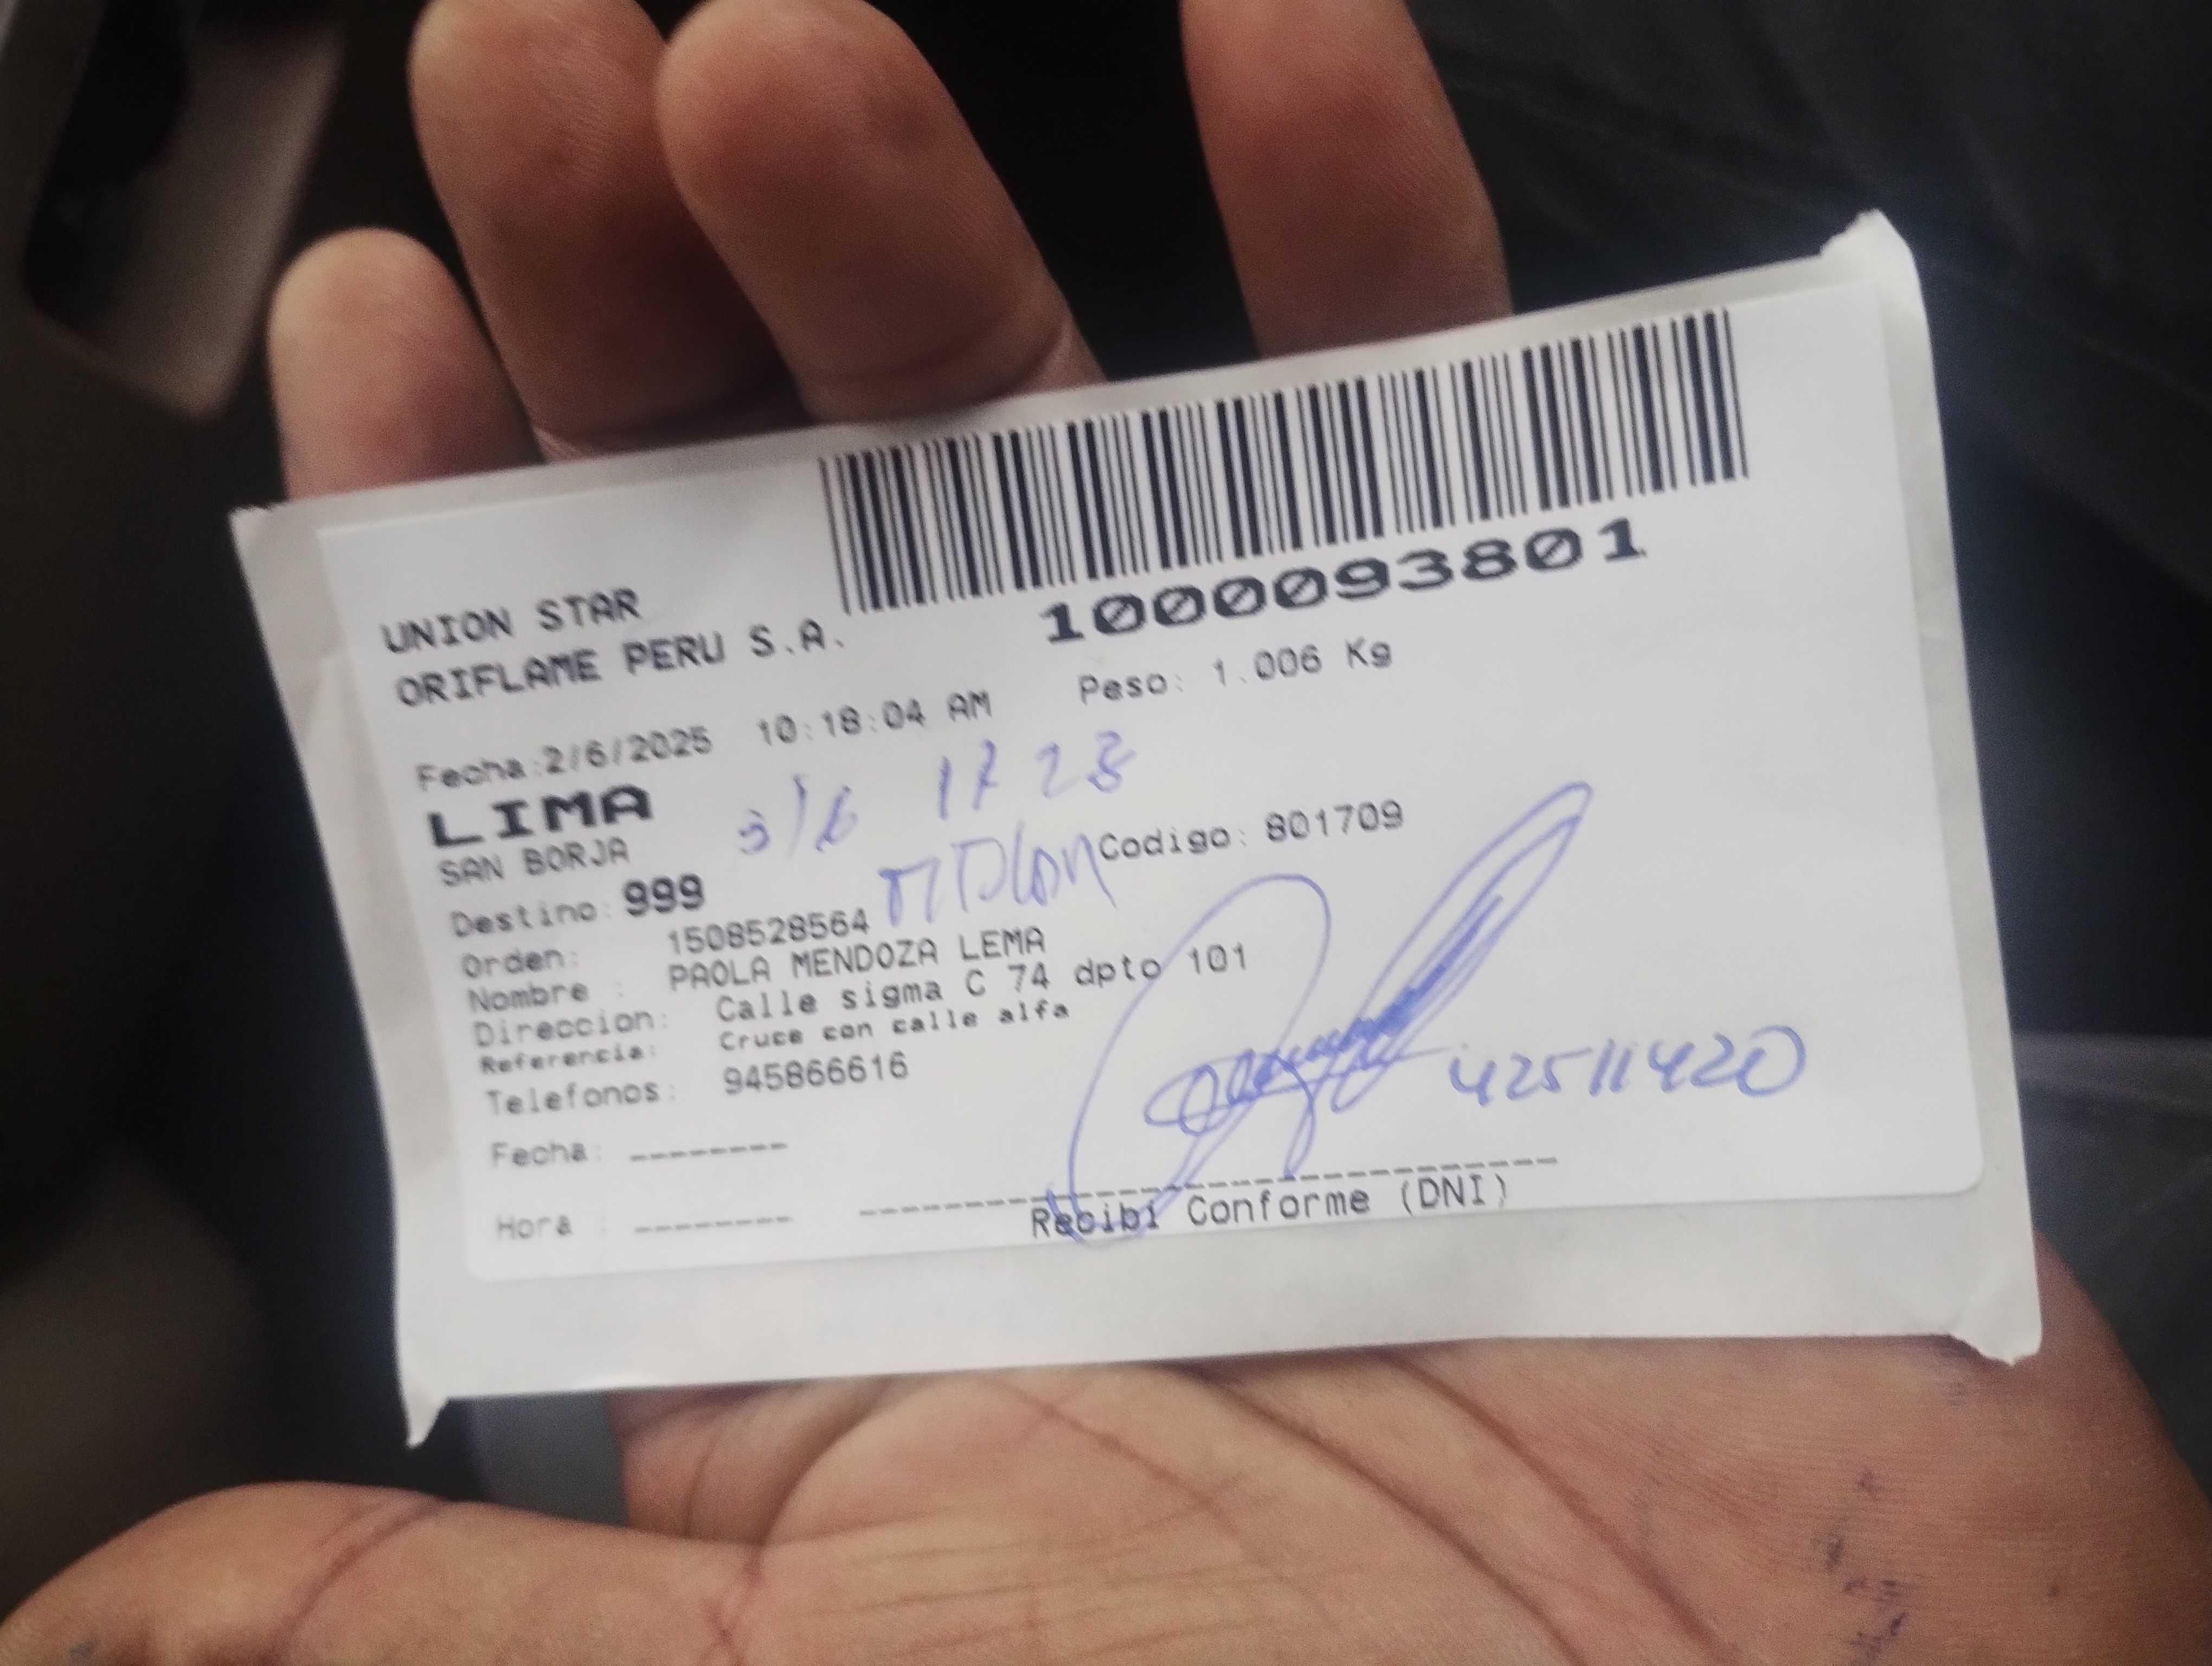 1000093801
UNION STAR
ORIFLAME PERU S.A.
Fecha:2/6/2025 10:18:04 AM Peso: 1.006 Kg
LIMA
3/6 17 23
SAN BORJA
Codigo: 801709
Destino: 999
Orden: 1508528564
Nombre : PAOLA MENDOZA LEMA
Direccion: Calle sigma C 74 dpto 101
Referencia: Cruce con calle alfa
Telefonos: 945866616
42511420
Fecha: --------
Hora : --------
Recibi Conforme (DNI)